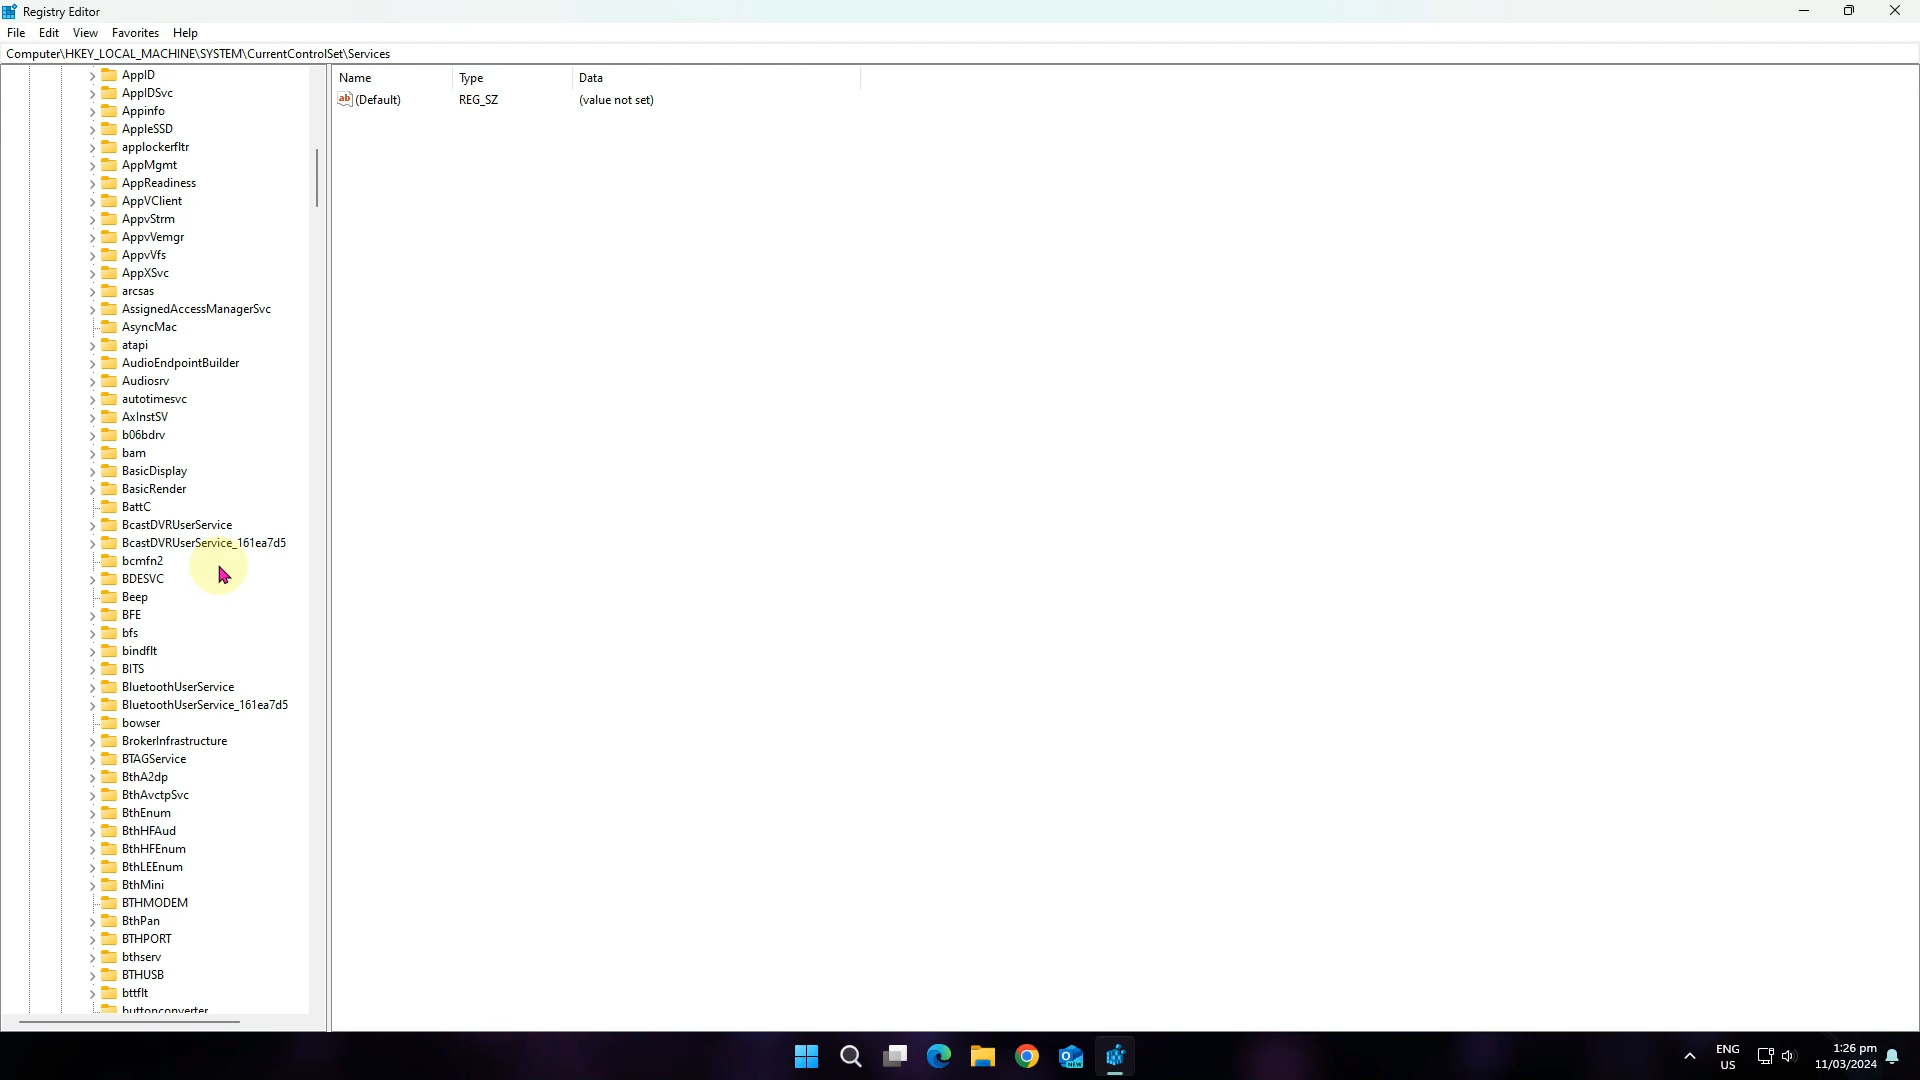 Registry Editor
File Edit View Favorites Help
Computer\HKEY_LOCAL_MACHINE\SYSTEM\CurrentControlSet\Services
Name Type Data
(Default) REG_SZ (value not set)
AppID
AppIDSvc
Appinfo
AppleSSD
applockerfltr
AppMgmt
AppReadiness
AppVClient
AppvStrm
AppvVemgr
AppvVfs
AppXSvc
arcsas
AssignedAccessManagerSvc
AsyncMac
atapi
AudioEndpointBuilder
Audiosrv
autotimesvc
AxInstSV
b06bdrv
bam
BasicDisplay
BasicRender
BattC
BcastDVRUserService
BcastDVRUserService_161ea7d5
bcmfn2
BDESVC
Beep
BFE
bfs
bindflt
BITS
BluetoothUserService
BluetoothUserService_161ea7d5
bowser
BrokerInfrastructure
BTAGService
BthA2dp
BthAvctpSvc
BthEnum
BthHFAud
BthHFEnum
BthLEEnum
BthMini
BTHMODEM
BthPan
BTHPORT
bthserv
BTHUSB
bttflt
buttonconverter
NEW
ENG
US
1:26 pm
11/03/2024